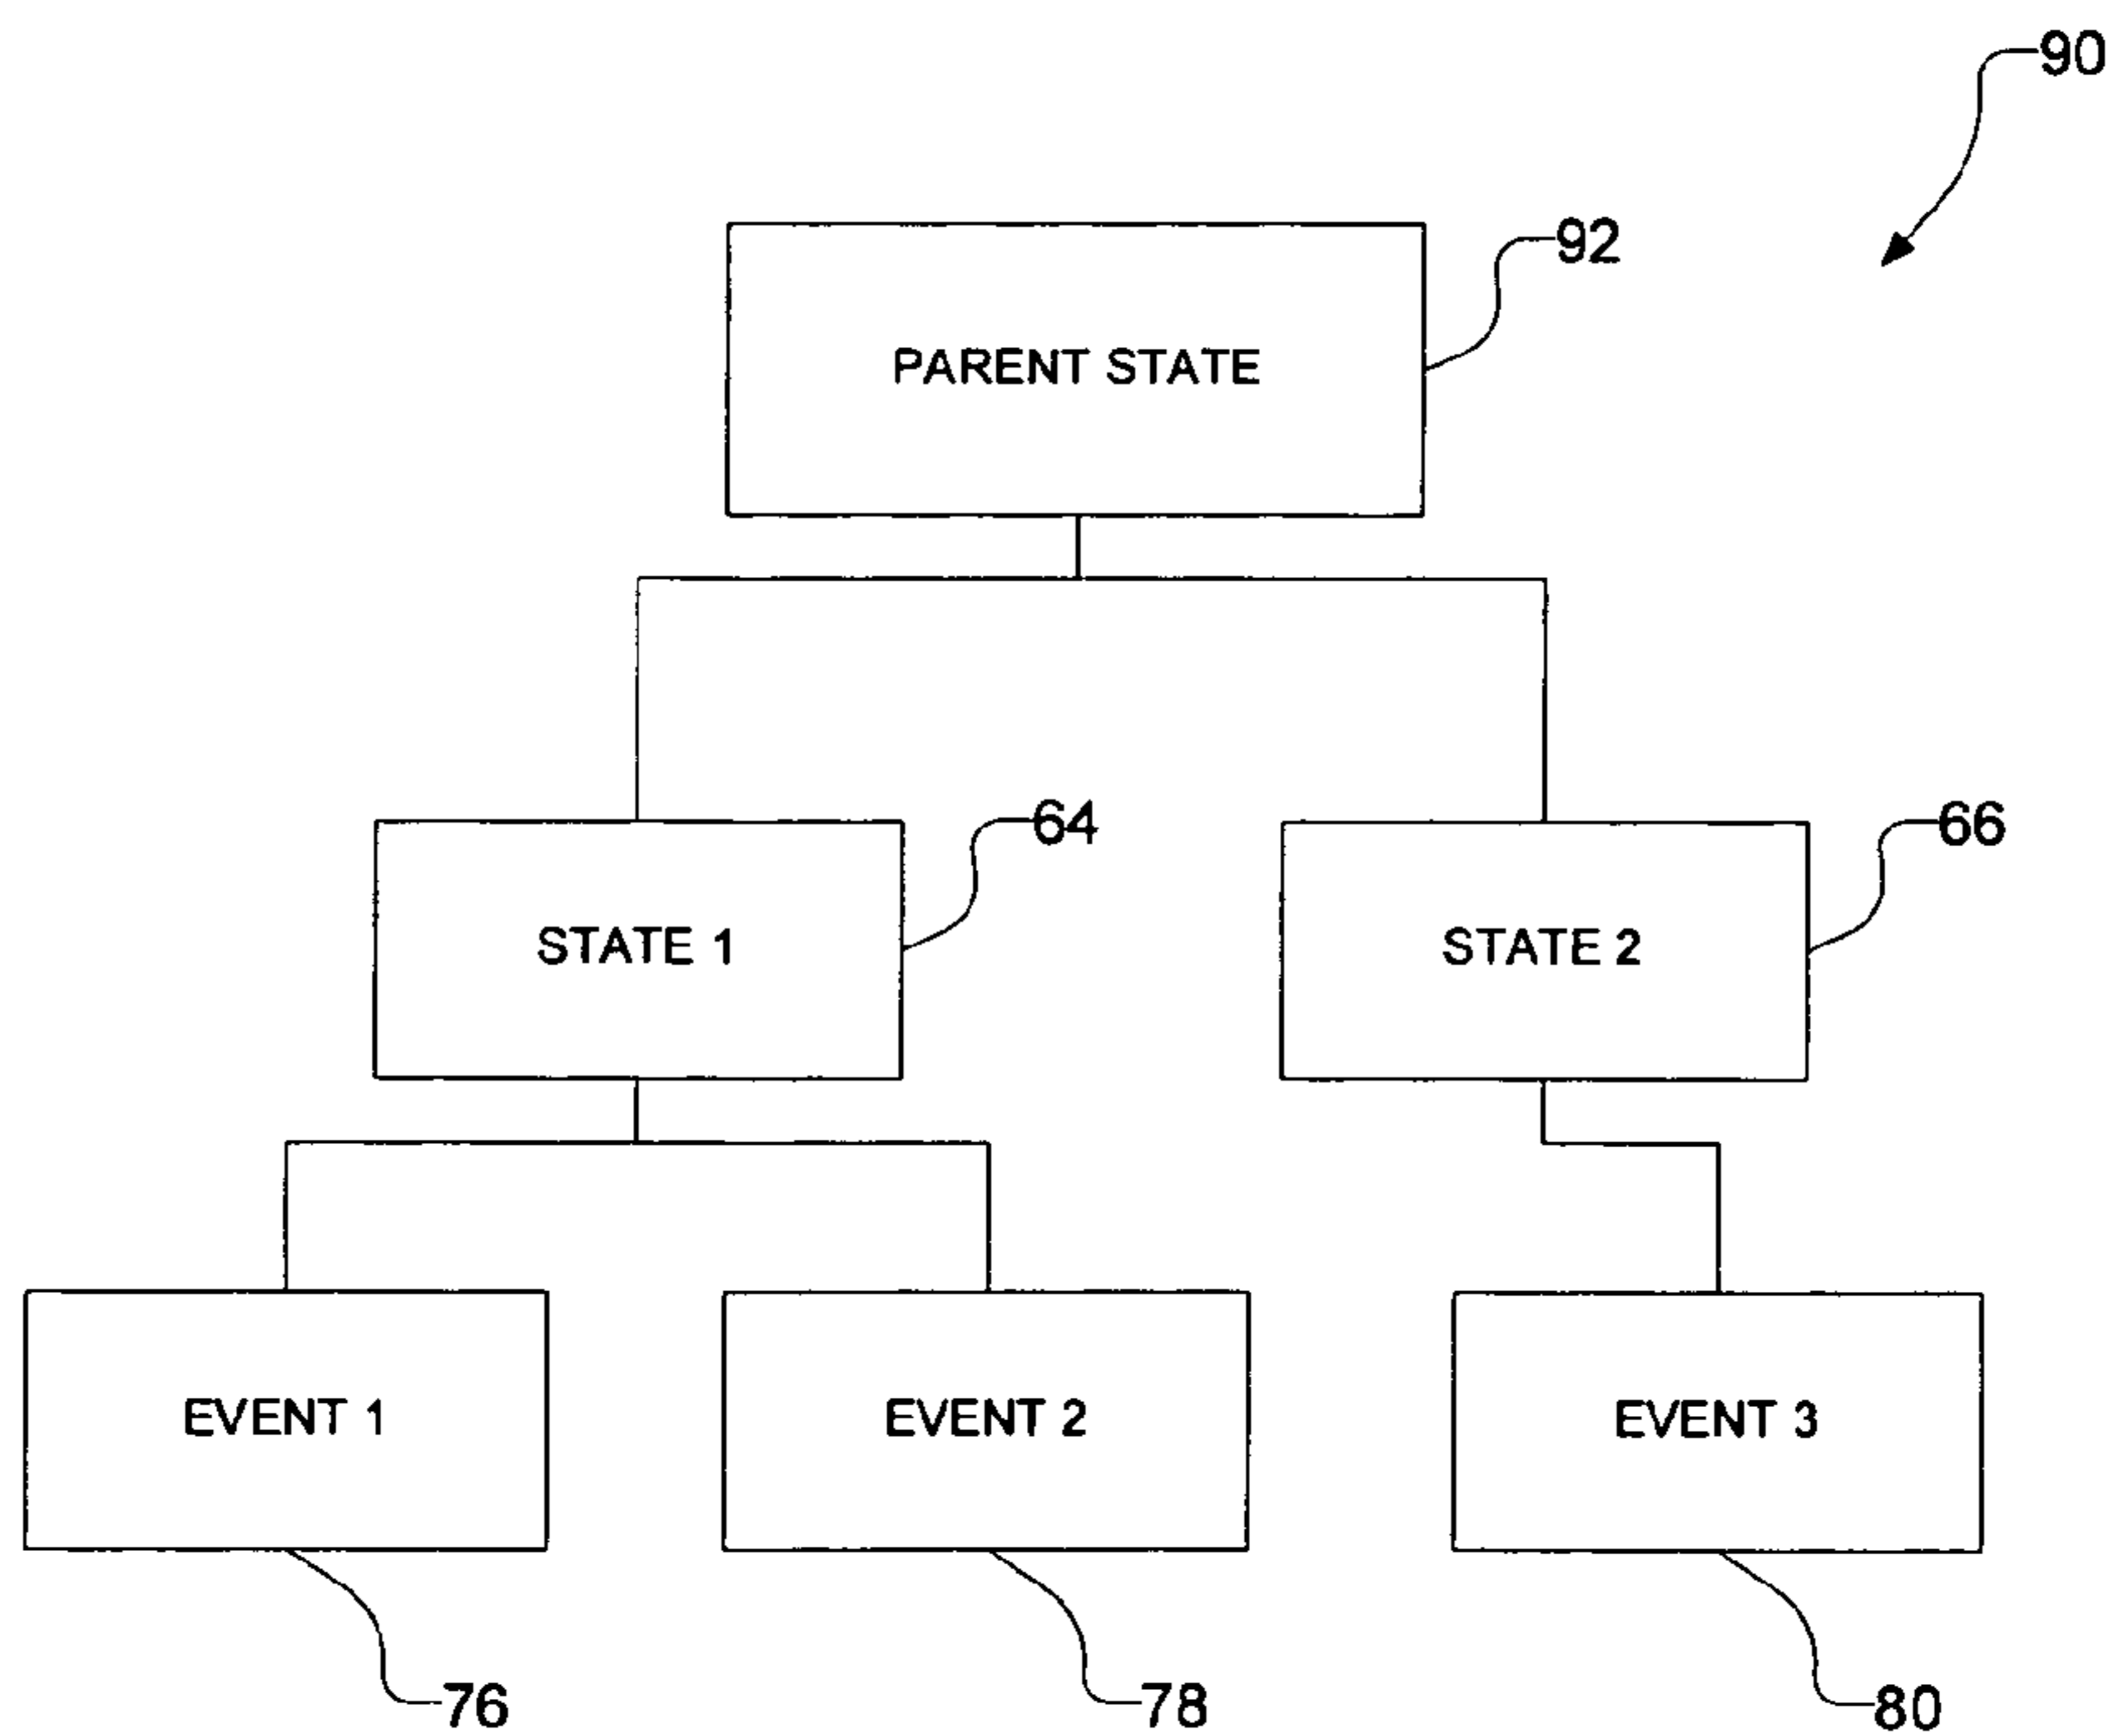 90
92
PARENT STATE
64
66
STATE 1
STATE 2
EVENT 1
EVENT 2
EVENT 3
76
78
80